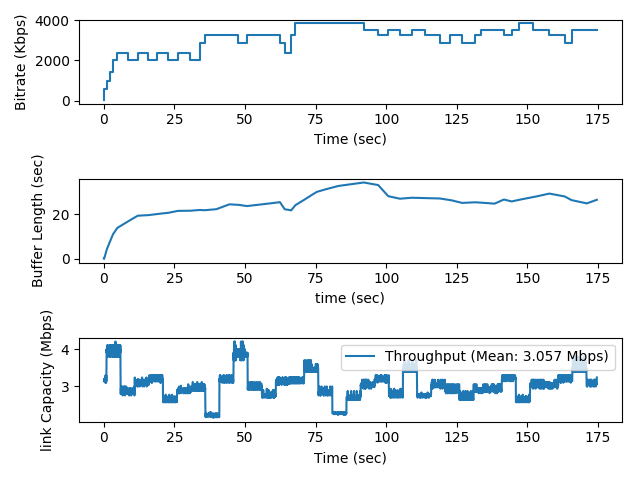 4000
2000
0
Bitrate (Kbps)
0 25 50 75 100 125 150 175
Time (sec)
20
0
Buffer Length (sec)
0 25 50 75 100 125 150 175
time (sec)
4
3
link Capacity (Mbps)
Throughput (Mean: 3.057 Mbps)
0 25 50 75 100 125 150 175
Time (sec)